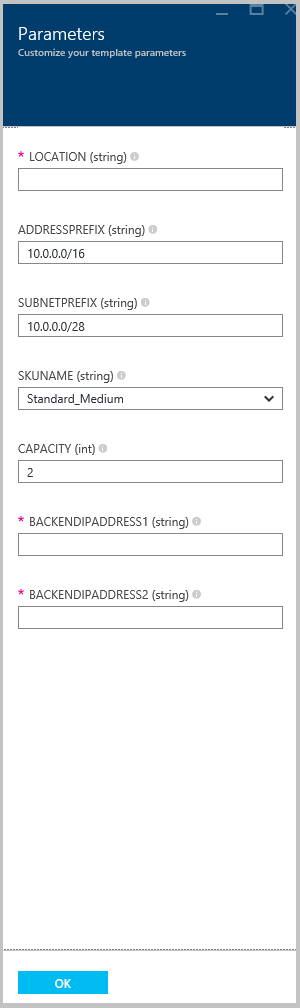 Parameters
Customize your template parameters
* LOCATION (string)
ADDRESSPREFIX (string)
10.0.0.0/16
SUBNETPREFIX (string)
10.0.0.0/28
SKUNAME (string)
Standard_Medium
CAPACITY (int)
2
* BACKENDIPADDRESS1 (string)
* BACKENDIPADDRESS2 (string)
OK